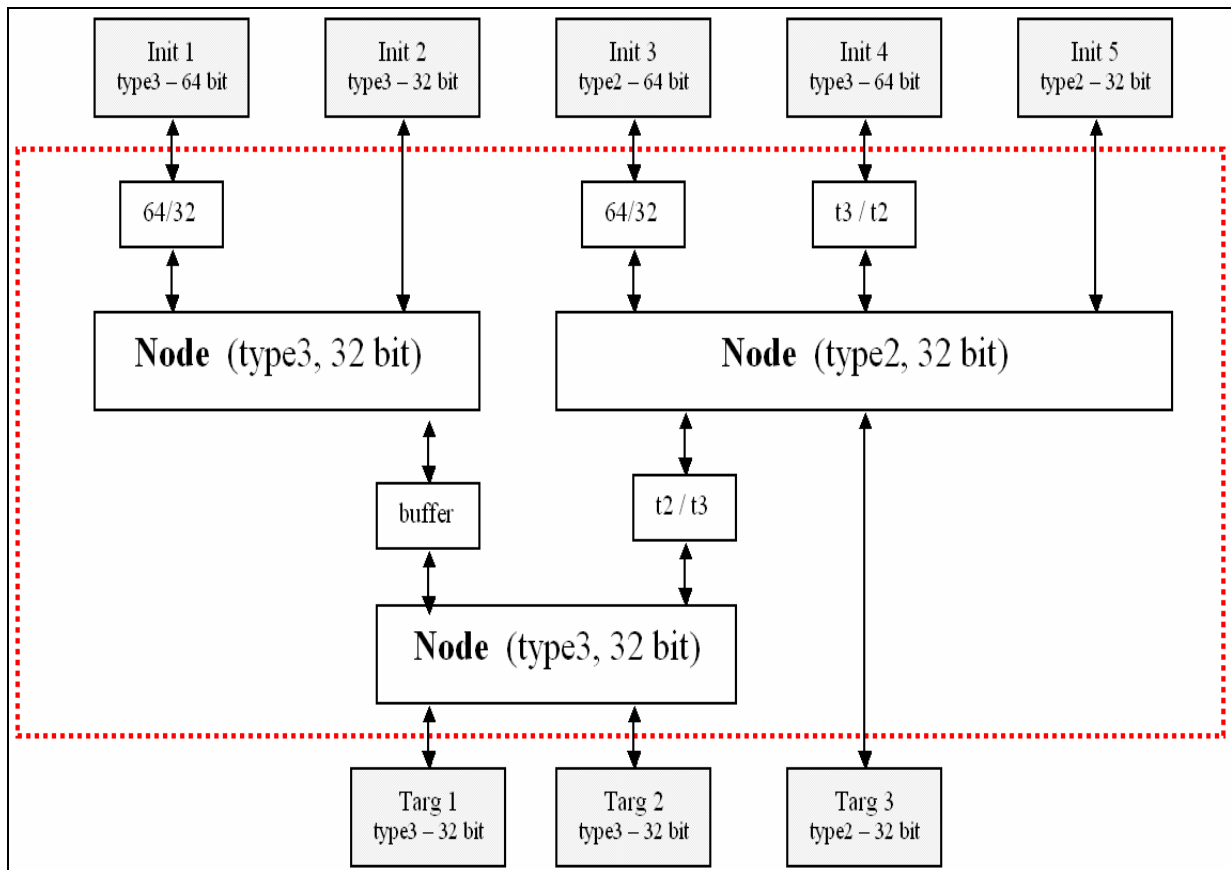 Init 1
type3 – 64 bit
Init 2
type3 – 32 bit
Init 3
type2 – 64 bit
Init 4
type3 – 64 bit
Init 5
type2 – 32 bit
64/32
64/32
t3 / t2
Node (type3, 32 bit)
Node (type2, 32 bit)
buffer
t2 / t3
Node (type3, 32 bit)
Targ 1
type3 – 32 bit
Targ 2
type3 – 32 bit
Targ 3
type2 – 32 bit